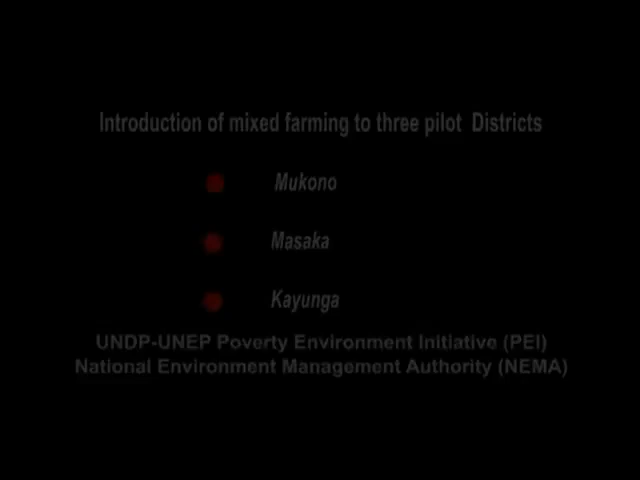 Introduction of mixed farming to three pilot Districts
Mukono
Masaka
Kayunga
UNDP-UNEP Poverty Environment Initiative (PEI)
National Environment Management Authority (NEMA)